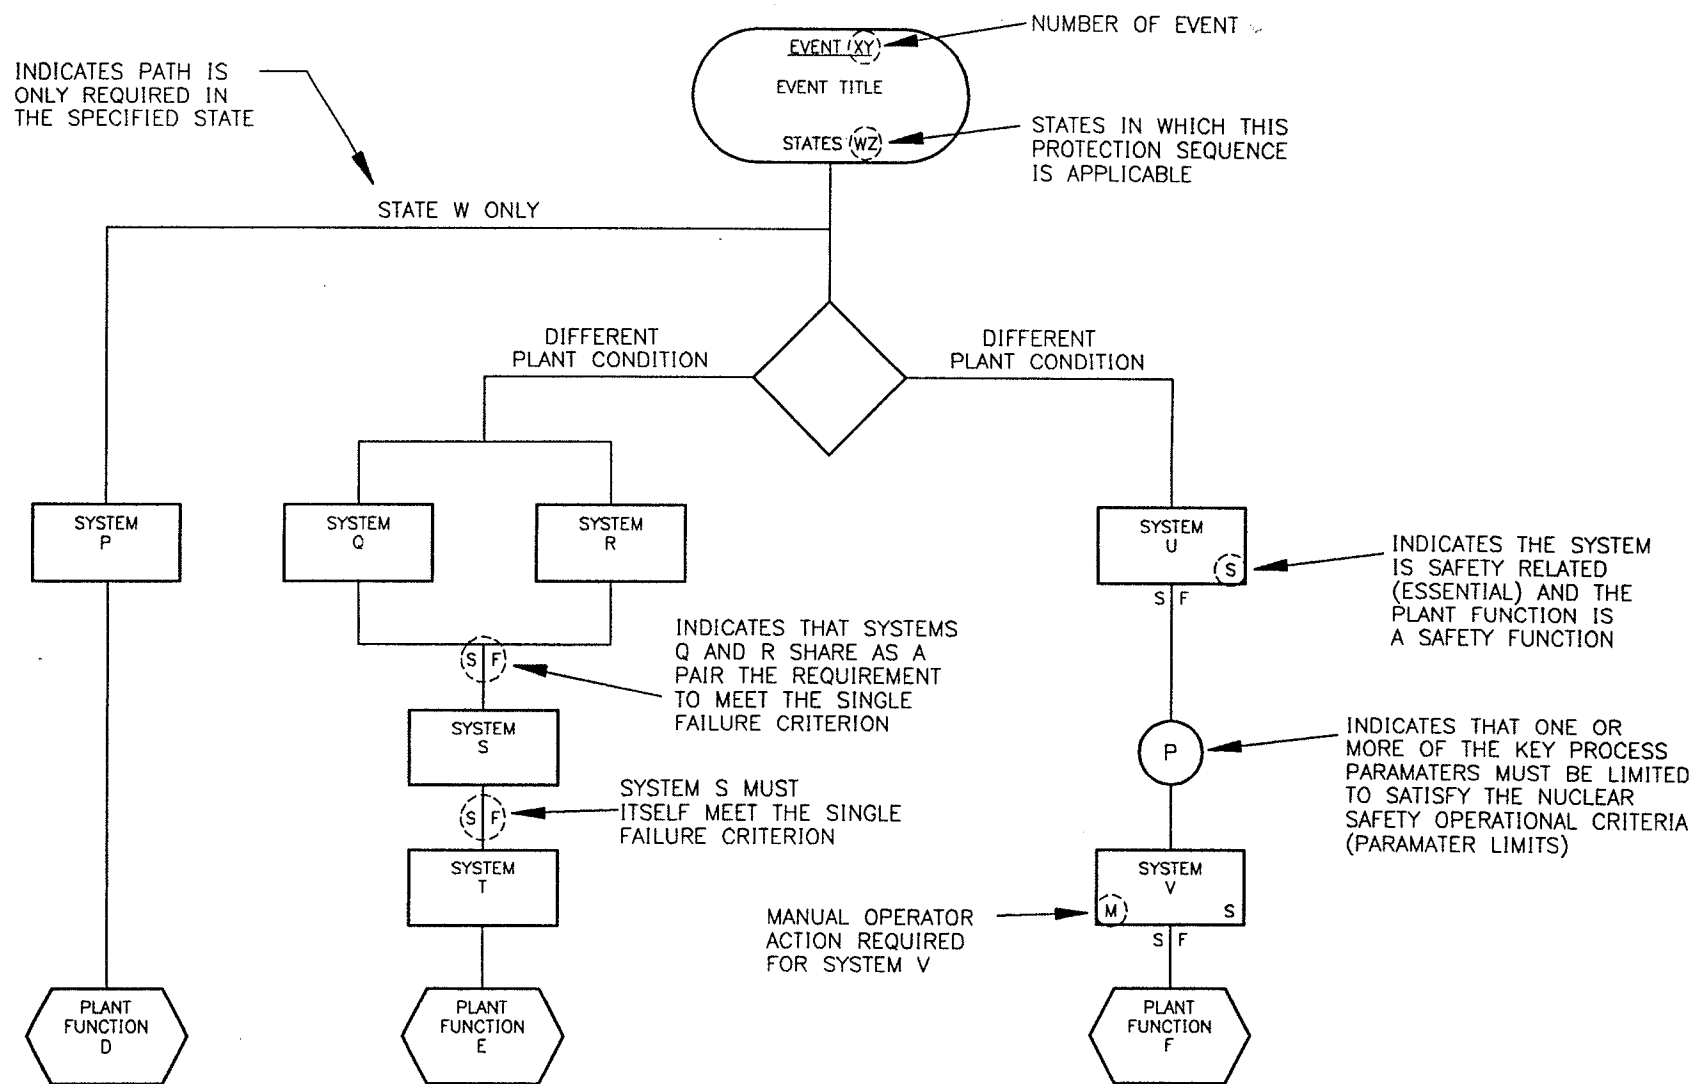 EVENT XY
EVENT TITLE
STATES WZ
NUMBER OF EVENT
STATES IN WHICH THIS
PROTECTION SEQUENCE
IS APPLICABLE
INDICATES PATH IS
ONLY REQUIRED IN
THE SPECIFIED STATE
STATE W ONLY
DIFFERENT
PLANT CONDITION
DIFFERENT
PLANT CONDITION
SYSTEM
P
SYSTEM
Q
SYSTEM
R
SYSTEM
U
S
S F
INDICATES THE SYSTEM
IS SAFETY RELATED
(ESSENTIAL) AND THE
PLANT FUNCTION IS
A SAFETY FUNCTION
S F
INDICATES THAT SYSTEMS
Q AND R SHARE AS A
PAIR THE REQUIREMENT
TO MEET THE SINGLE
FAILURE CRITERION
SYSTEM
S
P
INDICATES THAT ONE OR
MORE OF THE KEY PROCESS
PARAMATERS MUST BE LIMITED
TO SATISFY THE NUCLEAR
SAFETY OPERATIONAL CRITERIA
(PARAMATER LIMITS)
S F
SYSTEM S MUST
ITSELF MEET THE SINGLE
FAILURE CRITERION
SYSTEM
T
SYSTEM
V
M S
S F
MANUAL OPERATOR
ACTION REQUIRED
FOR SYSTEM V
PLANT
FUNCTION
D
PLANT
FUNCTION
E
PLANT
FUNCTION
F